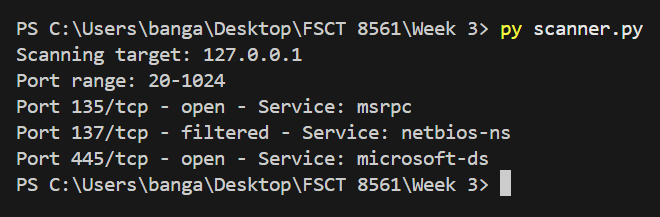 PS C:\Users\banga\Desktop\FSCT 8561\Week 3> py scanner.py
Scanning target: 127.0.0.1
Port range: 20-1024
Port 135/tcp - open - Service: msrpc
Port 137/tcp - filtered - Service: netbios-ns
Port 445/tcp - open - Service: microsoft-ds
PS C:\Users\banga\Desktop\FSCT 8561\Week 3>